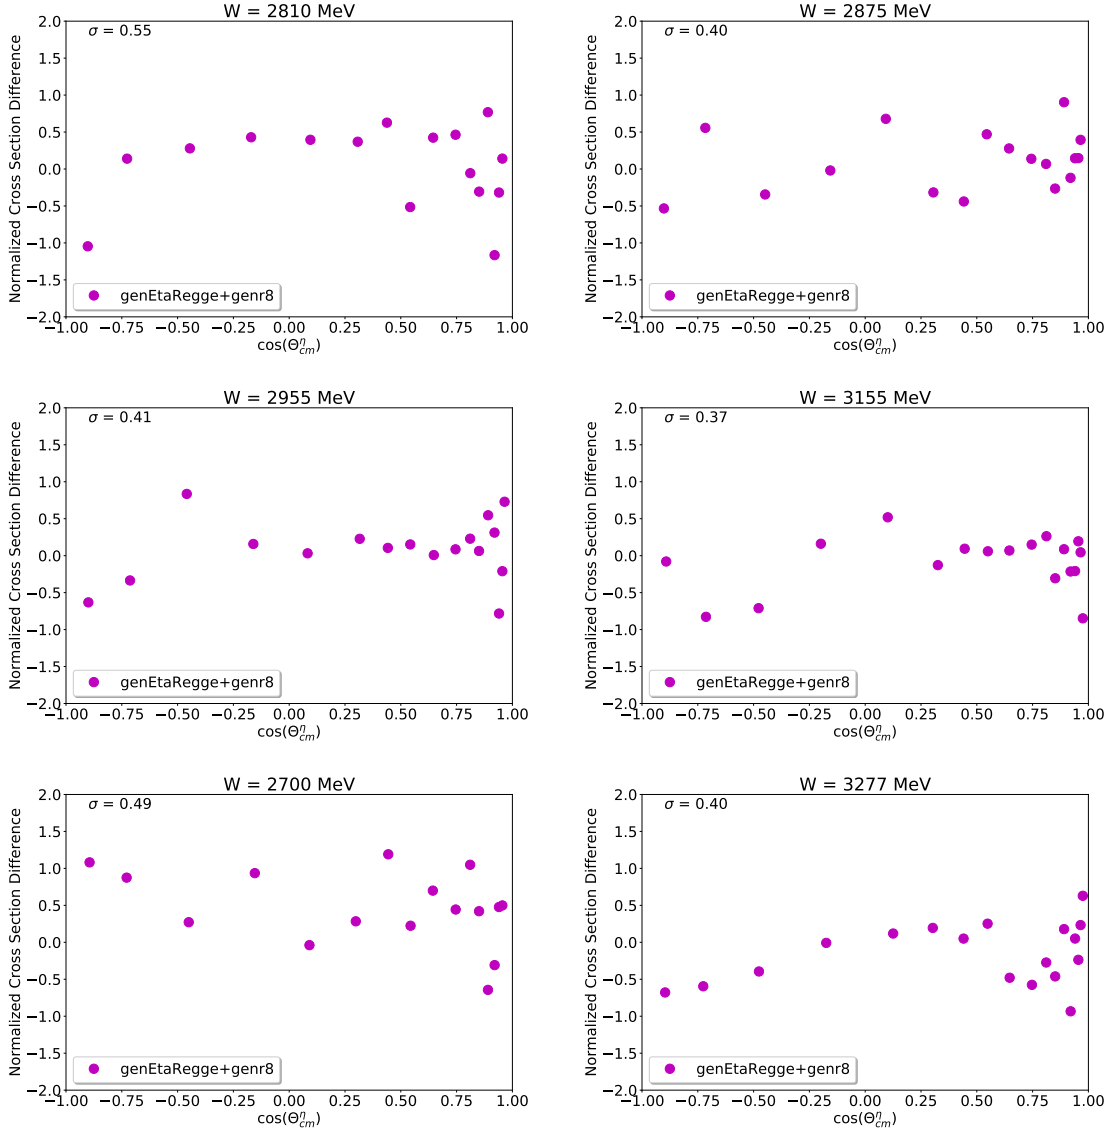 W = 2810 MeV
σ = 0.55
Normalized Cross Section Difference
2.0
1.5
1.0
0.5
0.0
−0.5
−1.0
−1.5
−2.0
genEtaRegge+genr8
−1.00 −0.75 −0.50 −0.25 0.00 0.25 0.50 0.75 1.00
cos(Θ^η_cm)
W = 2875 MeV
σ = 0.40
Normalized Cross Section Difference
2.0
1.5
1.0
0.5
0.0
−0.5
−1.0
−1.5
−2.0
genEtaRegge+genr8
−1.00 −0.75 −0.50 −0.25 0.00 0.25 0.50 0.75 1.00
cos(Θ^η_cm)
W = 2955 MeV
σ = 0.41
Normalized Cross Section Difference
2.0
1.5
1.0
0.5
0.0
−0.5
−1.0
−1.5
−2.0
genEtaRegge+genr8
−1.00 −0.75 −0.50 −0.25 0.00 0.25 0.50 0.75 1.00
cos(Θ^η_cm)
W = 3155 MeV
σ = 0.37
Normalized Cross Section Difference
2.0
1.5
1.0
0.5
0.0
−0.5
−1.0
−1.5
−2.0
genEtaRegge+genr8
−1.00 −0.75 −0.50 −0.25 0.00 0.25 0.50 0.75 1.00
cos(Θ^η_cm)
W = 2700 MeV
σ = 0.49
Normalized Cross Section Difference
2.0
1.5
1.0
0.5
0.0
−0.5
−1.0
−1.5
−2.0
genEtaRegge+genr8
−1.00 −0.75 −0.50 −0.25 0.00 0.25 0.50 0.75 1.00
cos(Θ^η_cm)
W = 3277 MeV
σ = 0.40
Normalized Cross Section Difference
2.0
1.5
1.0
0.5
0.0
−0.5
−1.0
−1.5
−2.0
genEtaRegge+genr8
−1.00 −0.75 −0.50 −0.25 0.00 0.25 0.50 0.75 1.00
cos(Θ^η_cm)